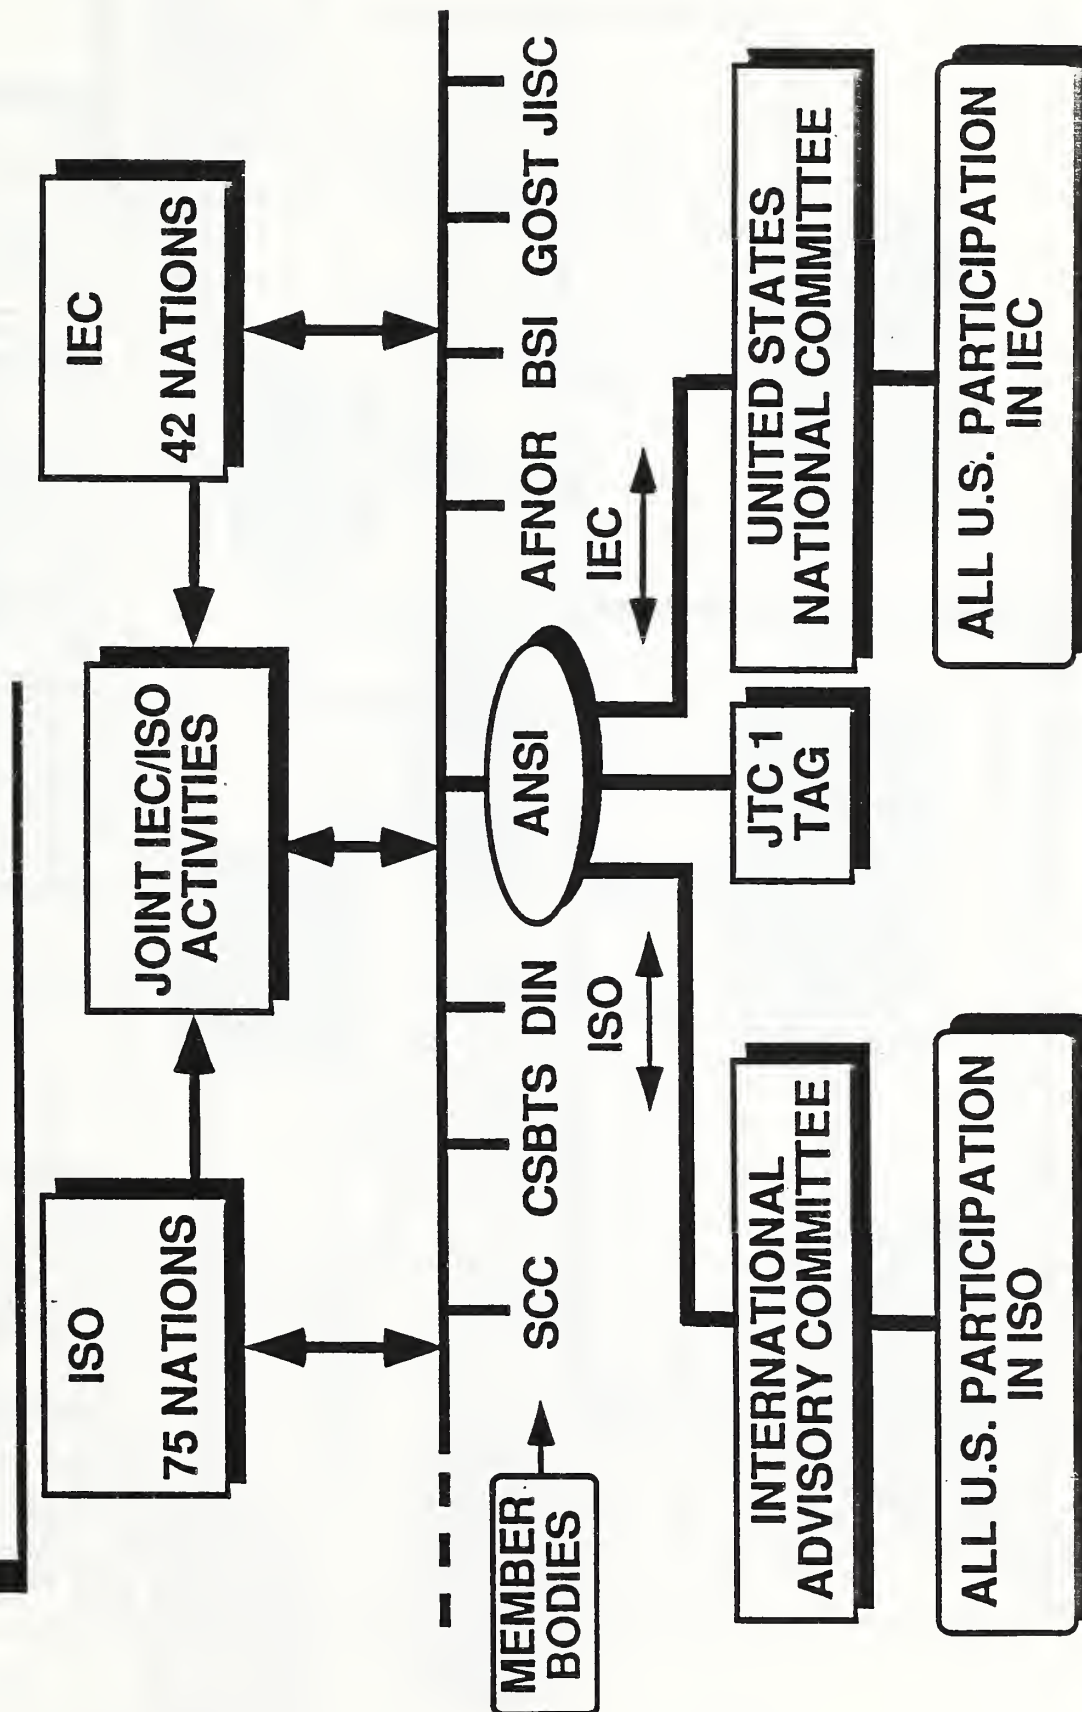 ISO
75 NATIONS
JOINT IEC/ISO
ACTIVITIES
IEC
42 NATIONS
MEMBER
BODIES
SCC CSBTS DIN ANSI AFNOR BSI GOST JISC
ISO
IEC
INTERNATIONAL
ADVISORY COMMITTEE
JTC 1
TAG
UNITED STATES
NATIONAL COMMITTEE
ALL U.S. PARTICIPATION
IN ISO
ALL U.S. PARTICIPATION
IN IEC